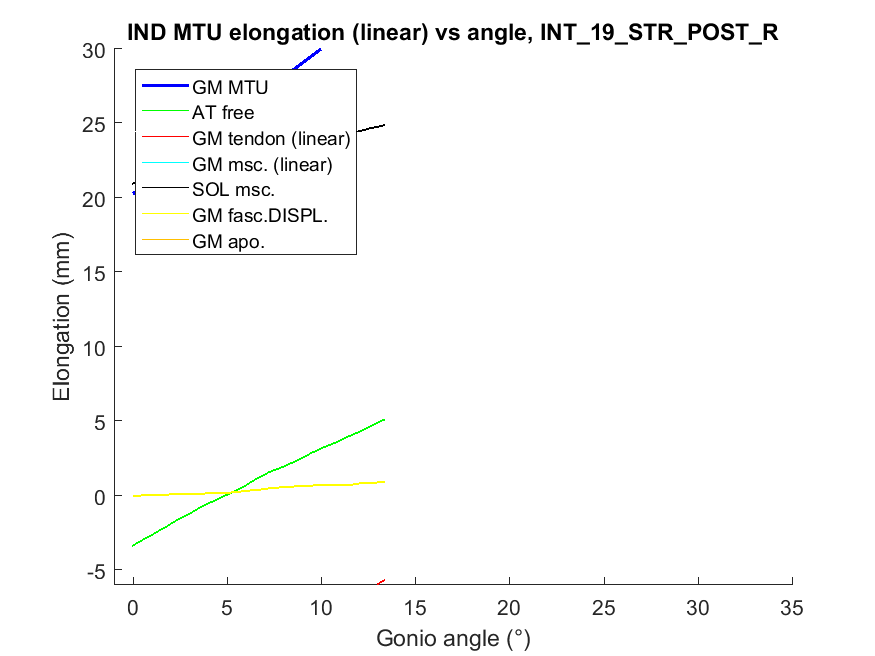 IND MTU elongation (linear) vs angle, INT_19_STR_POST_R
30
25
20
15
10
5
0
-5
Elongation (mm)
GM MTU
AT free
GM tendon (linear)
GM msc. (linear)
SOL msc.
GM fasc.DISPL.
GM apo.
0 5 10 15 20 25 30 35
Gonio angle (°)